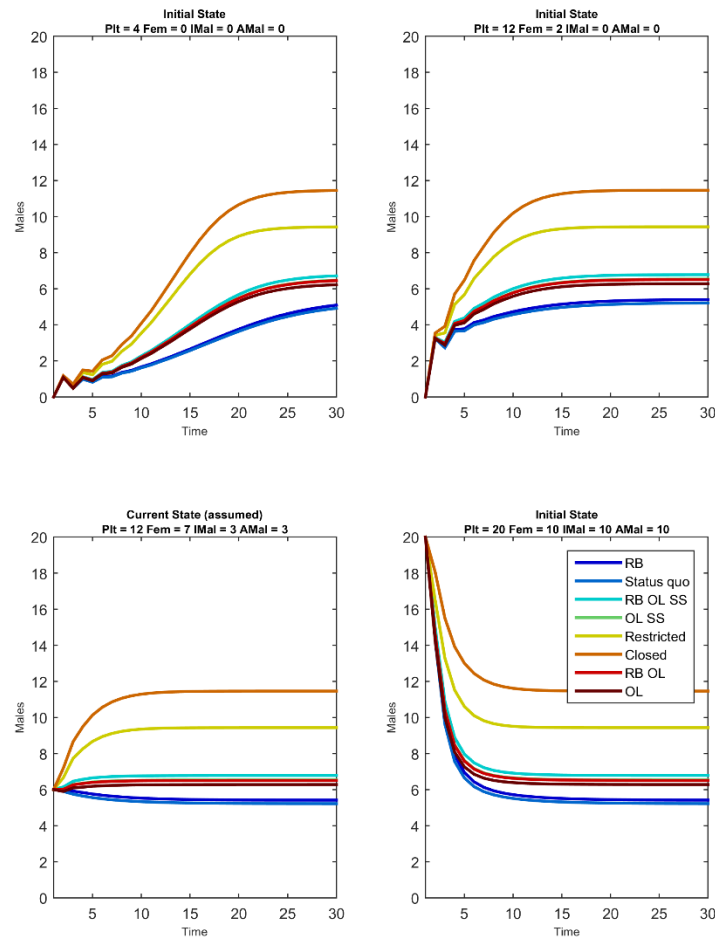 Initial State
Plt = 4 Fem = 0 IMal = 0 AMal = 0
20
18
16
14
12
10
8
6
4
2
0
Males
5
10
15
20
25
30
Time
Initial State
Plt = 12 Fem = 2 IMal = 0 AMal = 0
20
18
16
14
12
10
8
6
4
2
0
Males
5
10
15
20
25
30
Time
Current State (assumed)
Plt = 12 Fem = 7 IMal = 3 AMal = 3
20
18
16
14
12
10
8
6
4
2
0
Males
5
10
15
20
25
30
Time
Initial State
Plt = 20 Fem = 10 IMal = 10 AMal = 10
20
18
16
14
12
10
8
6
4
2
0
Males
RB
Status quo
RB OL SS
OL SS
Restricted
Closed
RB OL
OL
5
10
15
20
25
30
Time